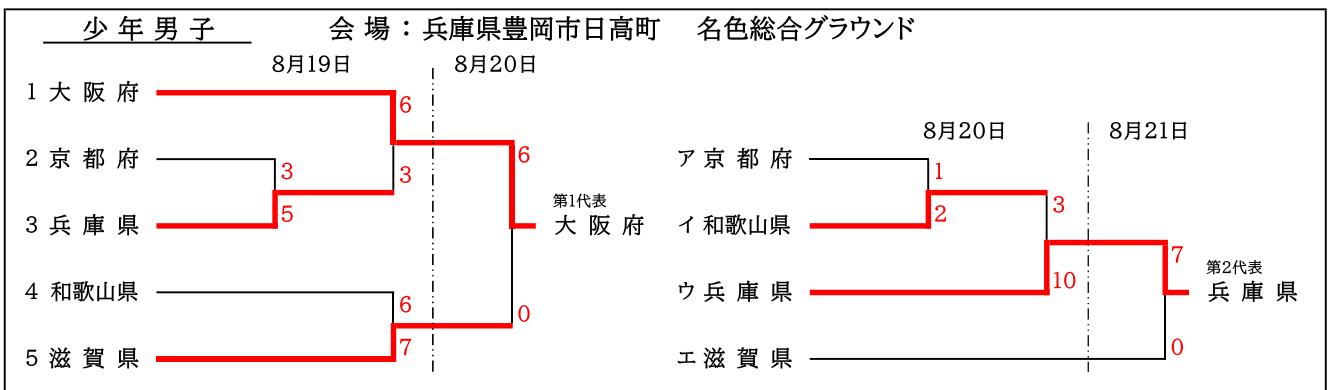 少年男子 会場：兵庫県豊岡市日高町 名色総合グラウンド
8月19日 8月20日
1 大阪府
6
2 京都府
3
3
6
5
3 兵庫県
第1代表
大阪府
4 和歌山県
6
0
7
5 滋賀県
8月20日 8月21日
ア 京都府
1
イ 和歌山県
2
3
7
ウ 兵庫県
10
第2代表
兵庫県
0
エ 滋賀県